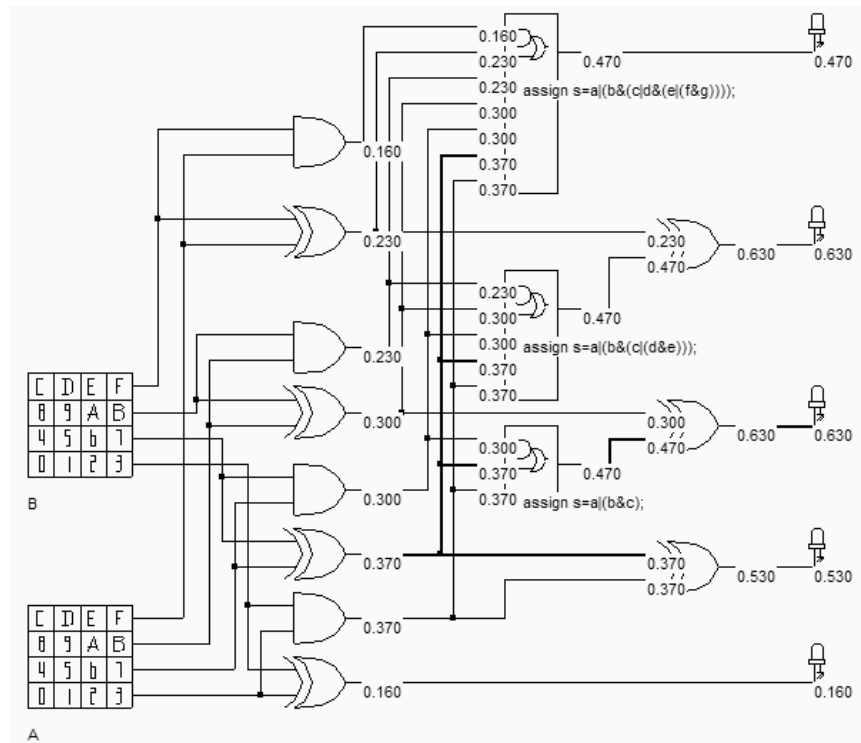 0.160
0.230 0.470 0.470
0.230 assign s=a|(b&(c|d&(e|(f&g))));
0.300
0.300
0.160 0.370
0.370
0.230 0.230 0.630 0.630
0.470
0.230
0.300 0.470
0.230 0.300 assign s=a|(b&(c|(d&e)));
0.370
C D E F 0.370
8 9 A B 0.300 0.300 0.630 0.630
4 5 b 7 0.300 0.470
0 1 2 3 0.370 0.470
B 0.300 0.370 assign s=a|(b&c);
0.370 0.370 0.530 0.530
0.370
C D E F 0.370
8 9 A B
4 5 b 7
0 1 2 3 0.160 0.160
A